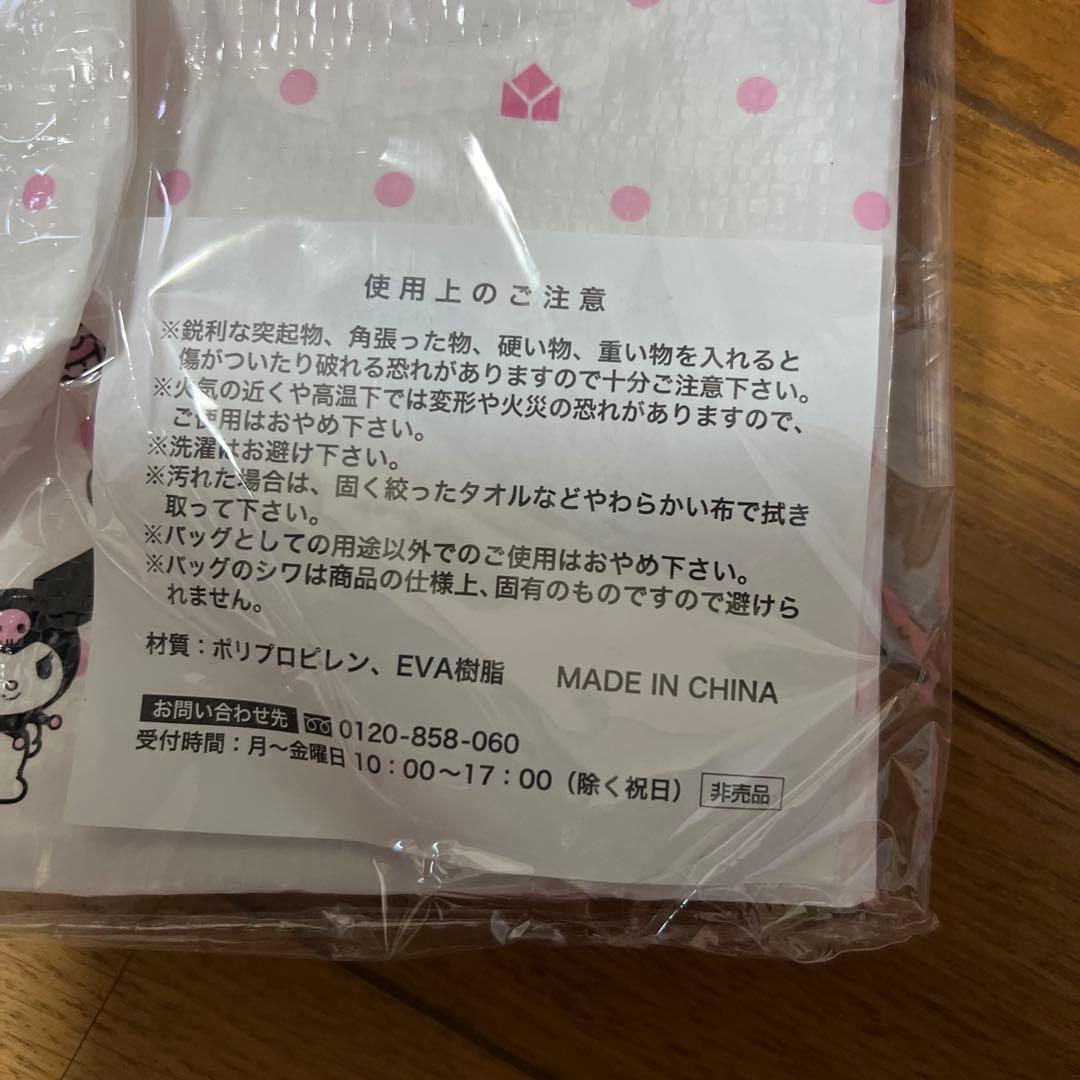 使用上のご注意
※鋭利な突起物、角張った物、硬い物、重い物を入れると
傷がついたり破れる恐れがありますので十分ご注意下さい。
※火気の近くや高温下では変形や火災の恐れがありますので、
ご使用はおやめ下さい。
※洗濯はお避け下さい。
※汚れた場合は、固く絞ったタオルなどやわらかい布で拭き
取って下さい。
※バッグとしての用途以外でのご使用はおやめ下さい。
※バッグのシワは商品の仕様上、固有のものですので避けら
れません。
材質：ポリプロピレン、EVA樹脂 MADE IN CHINA
お問い合わせ先 0120-858-060
受付時間：月～金曜日 10：00～17：00（除く祝日） 非売品